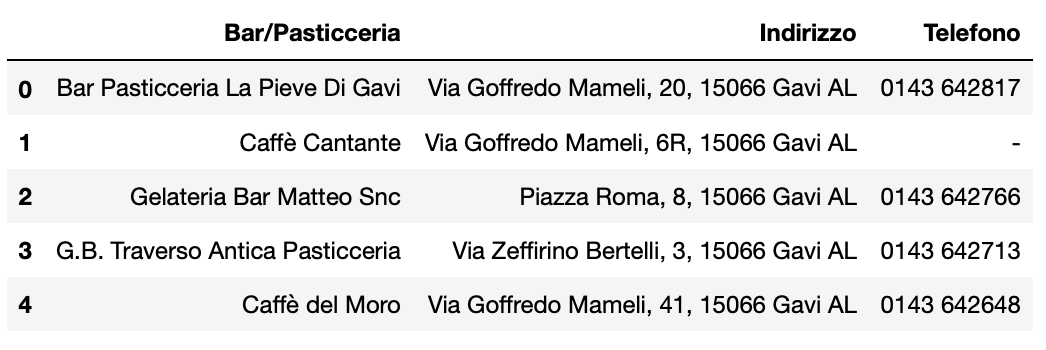 Bar/Pasticceria Indirizzo Telefono
0 Bar Pasticceria La Pieve Di Gavi Via Goffredo Mameli, 20, 15066 Gavi AL 0143 642817
1 Caffè Cantante Via Goffredo Mameli, 6R, 15066 Gavi AL -
2 Gelateria Bar Matteo Snc Piazza Roma, 8, 15066 Gavi AL 0143 642766
3 G.B. Traverso Antica Pasticceria Via Zeffirino Bertelli, 3, 15066 Gavi AL 0143 642713
4 Caffè del Moro Via Goffredo Mameli, 41, 15066 Gavi AL 0143 642648